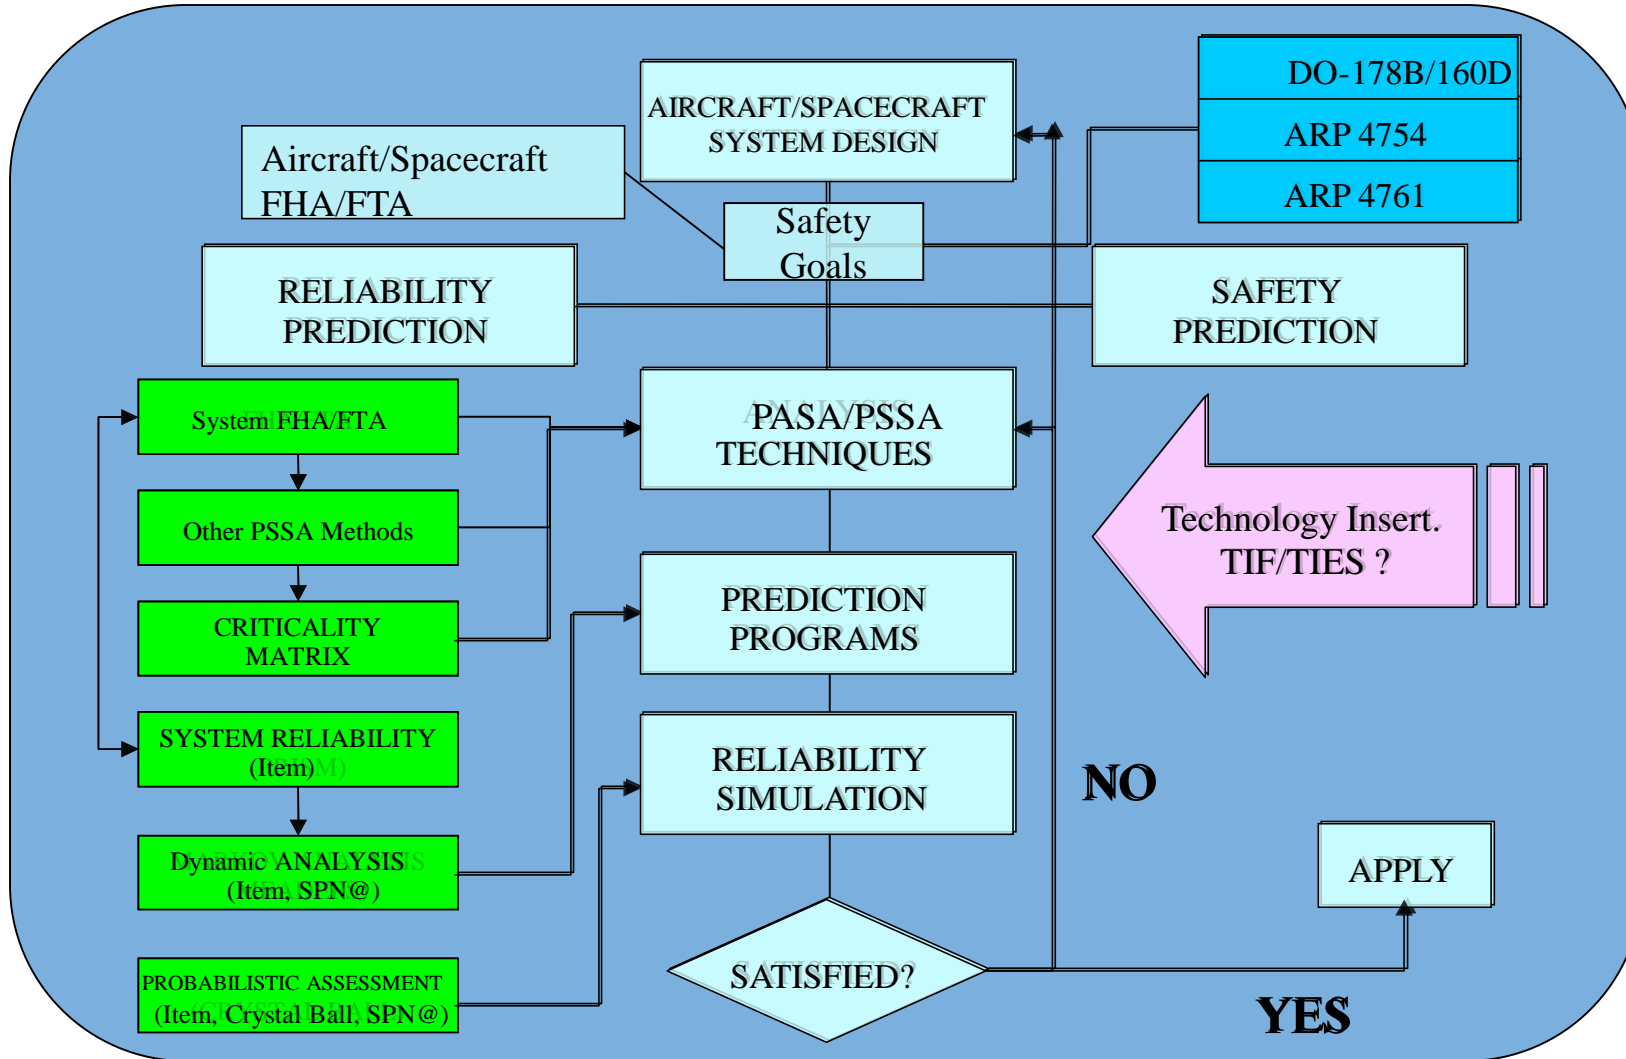 DO-178B/160D
ARP 4754
ARP 4761
AIRCRAFT/SPACECRAFT
SYSTEM DESIGN
Aircraft/Spacecraft
FHA/FTA
Safety
Goals
RELIABILITY
PREDICTION
SAFETY
PREDICTION
System FHA/FTA
PASA/PSSA
TECHNIQUES
Other PSSA Methods
Technology Insert.
TIF/TIES ?
CRITICALITY
MATRIX
PREDICTION
PROGRAMS
SYSTEM RELIABILITY
(Item)
RELIABILITY
SIMULATION
NO
Dynamic ANALYSIS
(Item, SPN@)
APPLY
PROBABILISTIC ASSESSMENT
(Item, Crystal Ball, SPN@)
SATISFIED?
YES